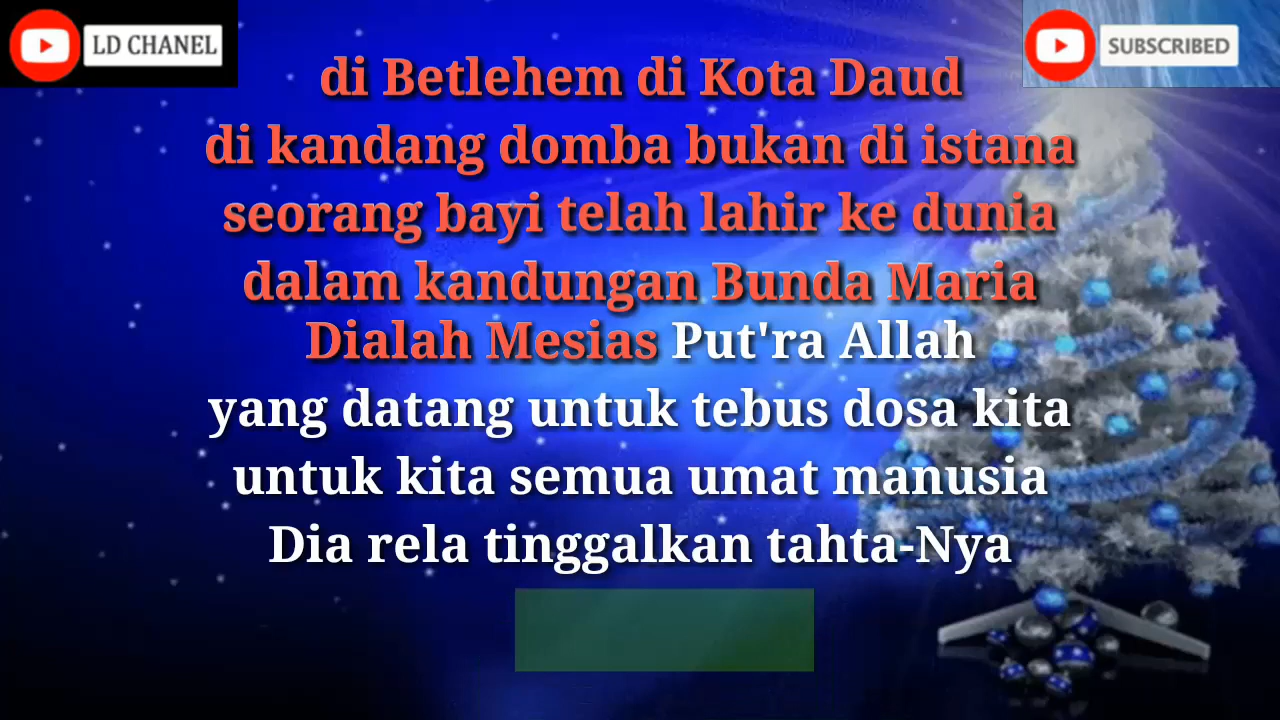 LD CHANEL
SUBSCRIBED
di Betlehem di Kota Daud
di kandang domba bukan di istana
seorang bayi telah lahir ke dunia
dalam kandungan Bunda Maria
Dialah Mesias Put'ra Allah
yang datang untuk tebus dosa kita
untuk kita semua umat manusia
Dia rela tinggalkan tahta-Nya